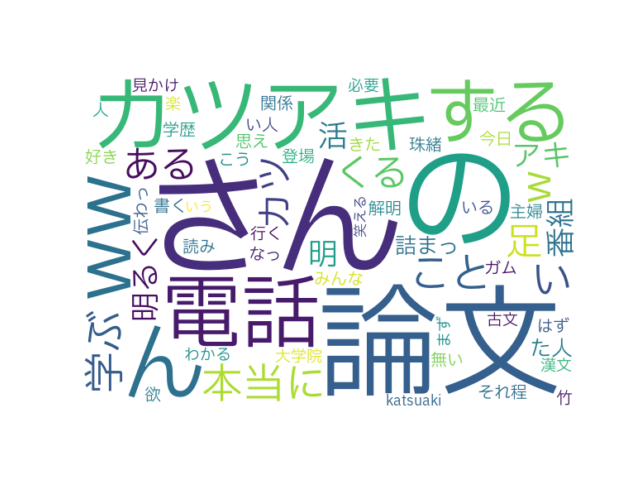 見かけ
人
楽
関係
必要
最近
カツアキ
する
学歴
い人
活
思え
きた
珠緒
今日
好き
ある
こう
登場
くる
アキ
さん
の
ww
カツ
伝わっ
書く
いう
笑える
解明
いる
w
主婦
番組
読み
行く
なっ
明
詰まっ
足
明るく
電話
みんな
こと
ガム
い
学ぶ
ん
論文
古文
はず
まず
わかる
大学院
無い
た人
漢文
欲
本当に
katsuaki
それ程
竹